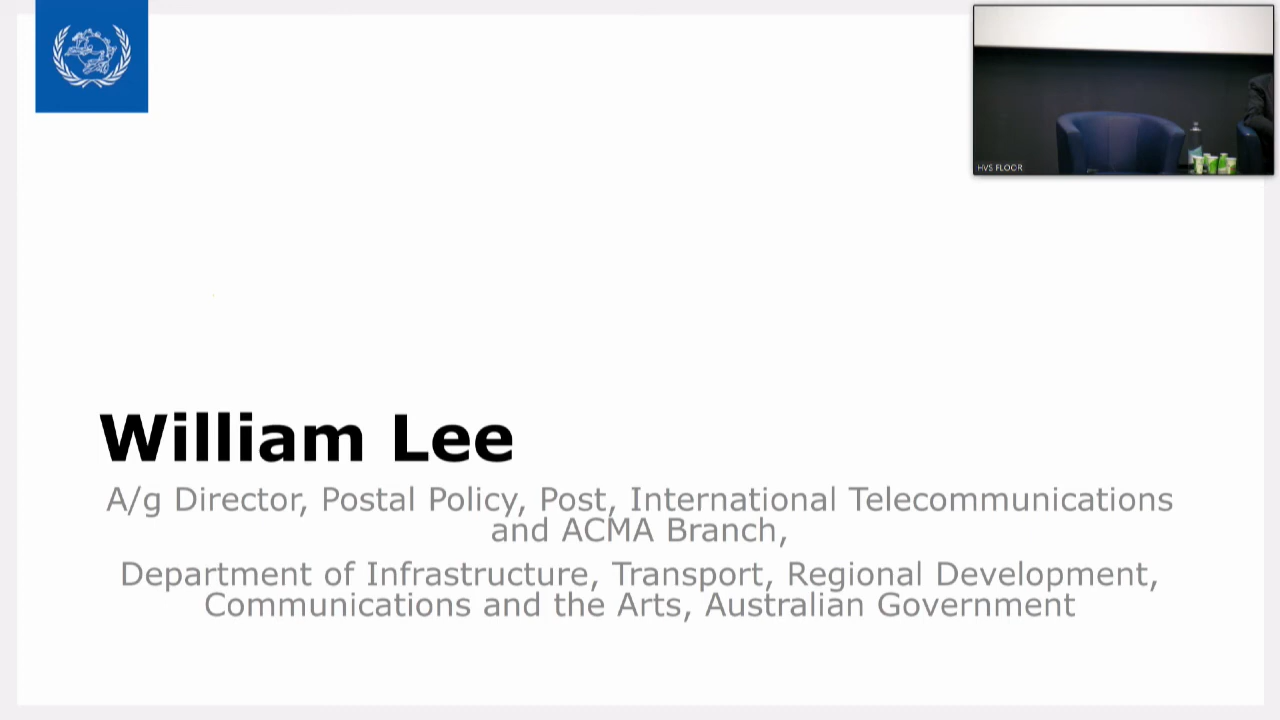 HVS FLOOR
William Lee
A/g Director, Postal Policy, Post, International Telecommunications
and ACMA Branch,
Department of Infrastructure, Transport, Regional Development,
Communications and the Arts, Australian Government